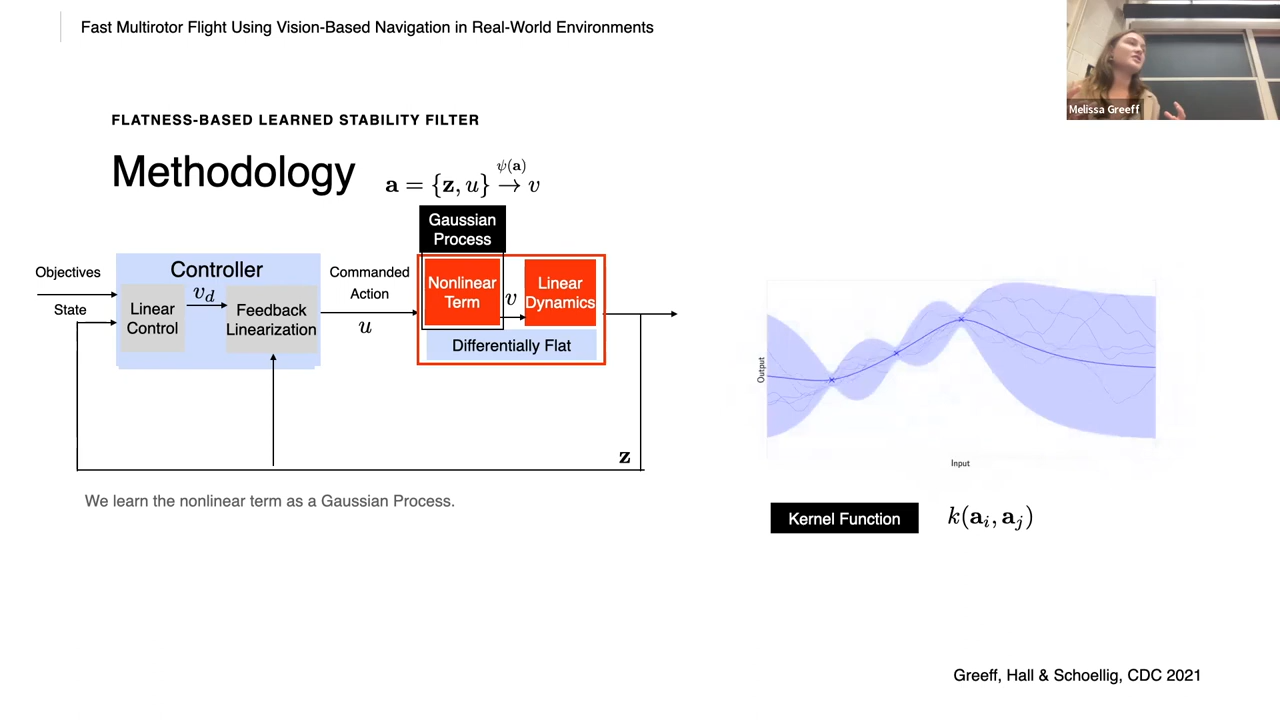 Fast Multirotor Flight Using Vision-Based Navigation in Real-World Environments
Melissa Greeff
FLATNESS-BASED LEARNED STABILITY FILTER
Methodology
a = {z, u} → v
ψ(a)
Gaussian
Process
Objectives
State
Controller
Linear
Control
v_d
Feedback
Linearization
Commanded
Action
u
Nonlinear
Term
v
Linear
Dynamics
Differentially Flat
z
We learn the nonlinear term as a Gaussian Process.
Output
Input
Kernel Function
k(a_i, a_j)
Greeff, Hall & Schoellig, CDC 2021